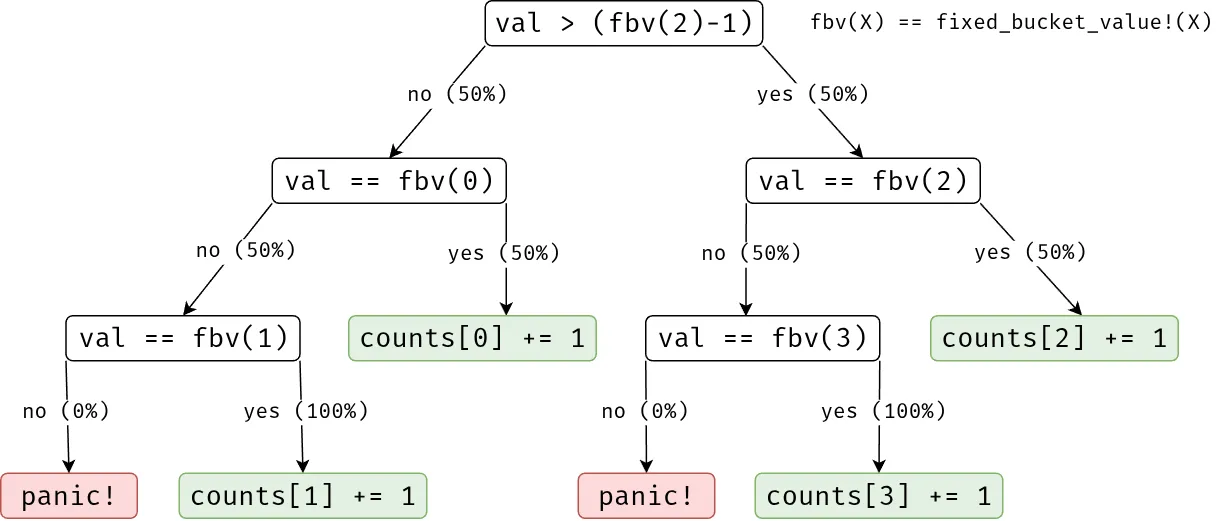 val > (fbv(2)-1)
fbv(X) == fixed_bucket_value!(X)
no (50%)
yes (50%)
val == fbv(0)
val == fbv(2)
no (50%)
yes (50%)
no (50%)
yes (50%)
val == fbv(1)
counts[0] += 1
val == fbv(3)
counts[2] += 1
no (0%)
yes (100%)
no (0%)
yes (100%)
panic!
counts[1] += 1
panic!
counts[3] += 1